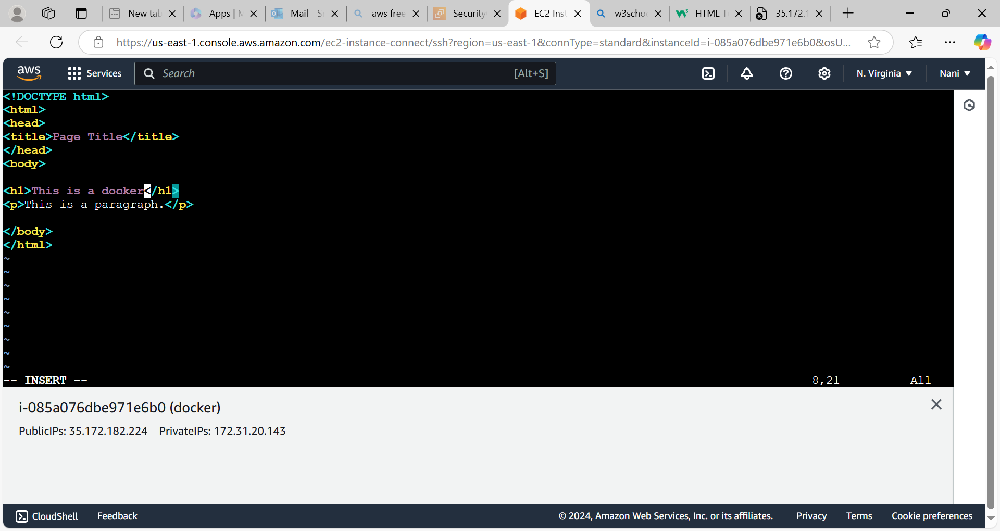 New tab
Apps |
Mail -
aws free
Security
EC2 Inst
w3scho
HTML T
35.172.1
https://us-east-1.console.aws.amazon.com/ec2-instance-connect/ssh?region=us-east-1&connType=standard&instanceId=i-085a076dbe971e6b0&osU...
aws
Services
Search
[Alt+S]
N. Virginia
Nani
<!DOCTYPE html>
<html>
<head>
<title>Page Title</title>
</head>
<body>
<h1>This is a docker</h1>
<p>This is a paragraph.</p>
</body>
</html>
~
~
~
~
~
~
~
~
~
-- INSERT --
8,21
All
i-085a076dbe971e6b0 (docker)
PublicIPs: 35.172.182.224 PrivateIPs: 172.31.20.143
CloudShell
Feedback
© 2024, Amazon Web Services, Inc. or its affiliates.
Privacy
Terms
Cookie preferences